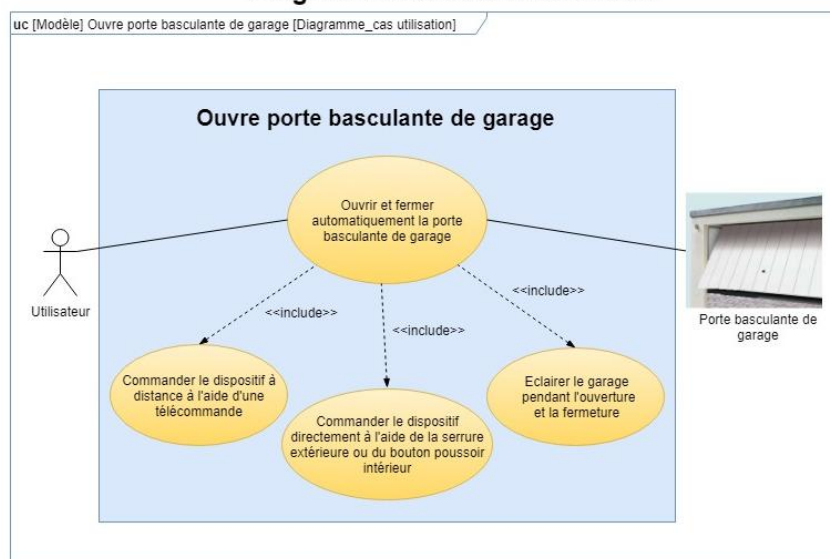 uc [Modèle] Ouvre porte basculante de garage [Diagramme_cas utilisation]
Ouvre porte basculante de garage
Ouvrir et fermer
automatiquement la porte
basculante de garage
Utilisateur
<<include>>
<<include>>
<<include>>
Porte basculante de
garage
Commander le dispositif à
distance à l'aide d'une
télécommande
Commander le dispositif
directement à l'aide de la serrure
extérieure ou du bouton poussoir
intérieur
Eclairer le garage
pendant l'ouverture
et la fermeture